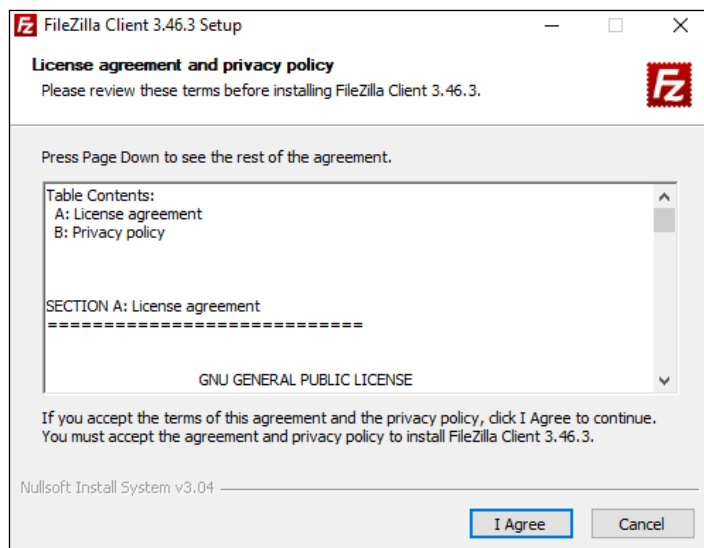 FileZilla Client 3.46.3 Setup
License agreement and privacy policy
Please review these terms before installing FileZilla Client 3.46.3.
Press Page Down to see the rest of the agreement.
Table Contents:
A: License agreement
B: Privacy policy
SECTION A: License agreement
============================
GNU GENERAL PUBLIC LICENSE
If you accept the terms of this agreement and the privacy policy, click I Agree to continue.
You must accept the agreement and privacy policy to install FileZilla Client 3.46.3.
Nullsoft Install System v3.04
I Agree
Cancel